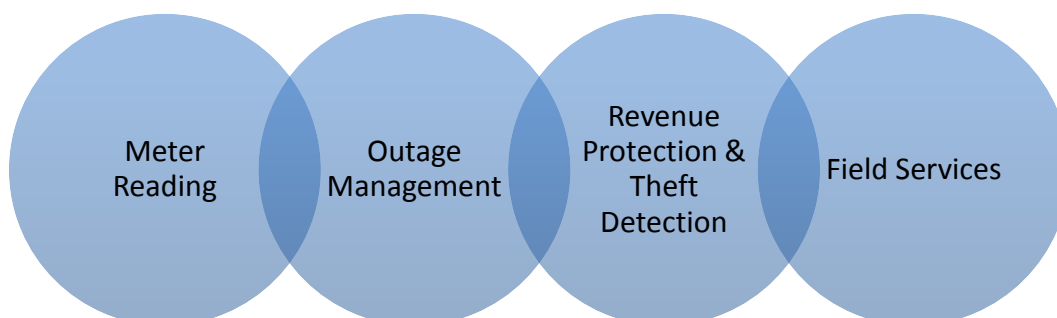 Meter
Reading
Outage
Management
Revenue
Protection &
Theft
Detection
Field Services